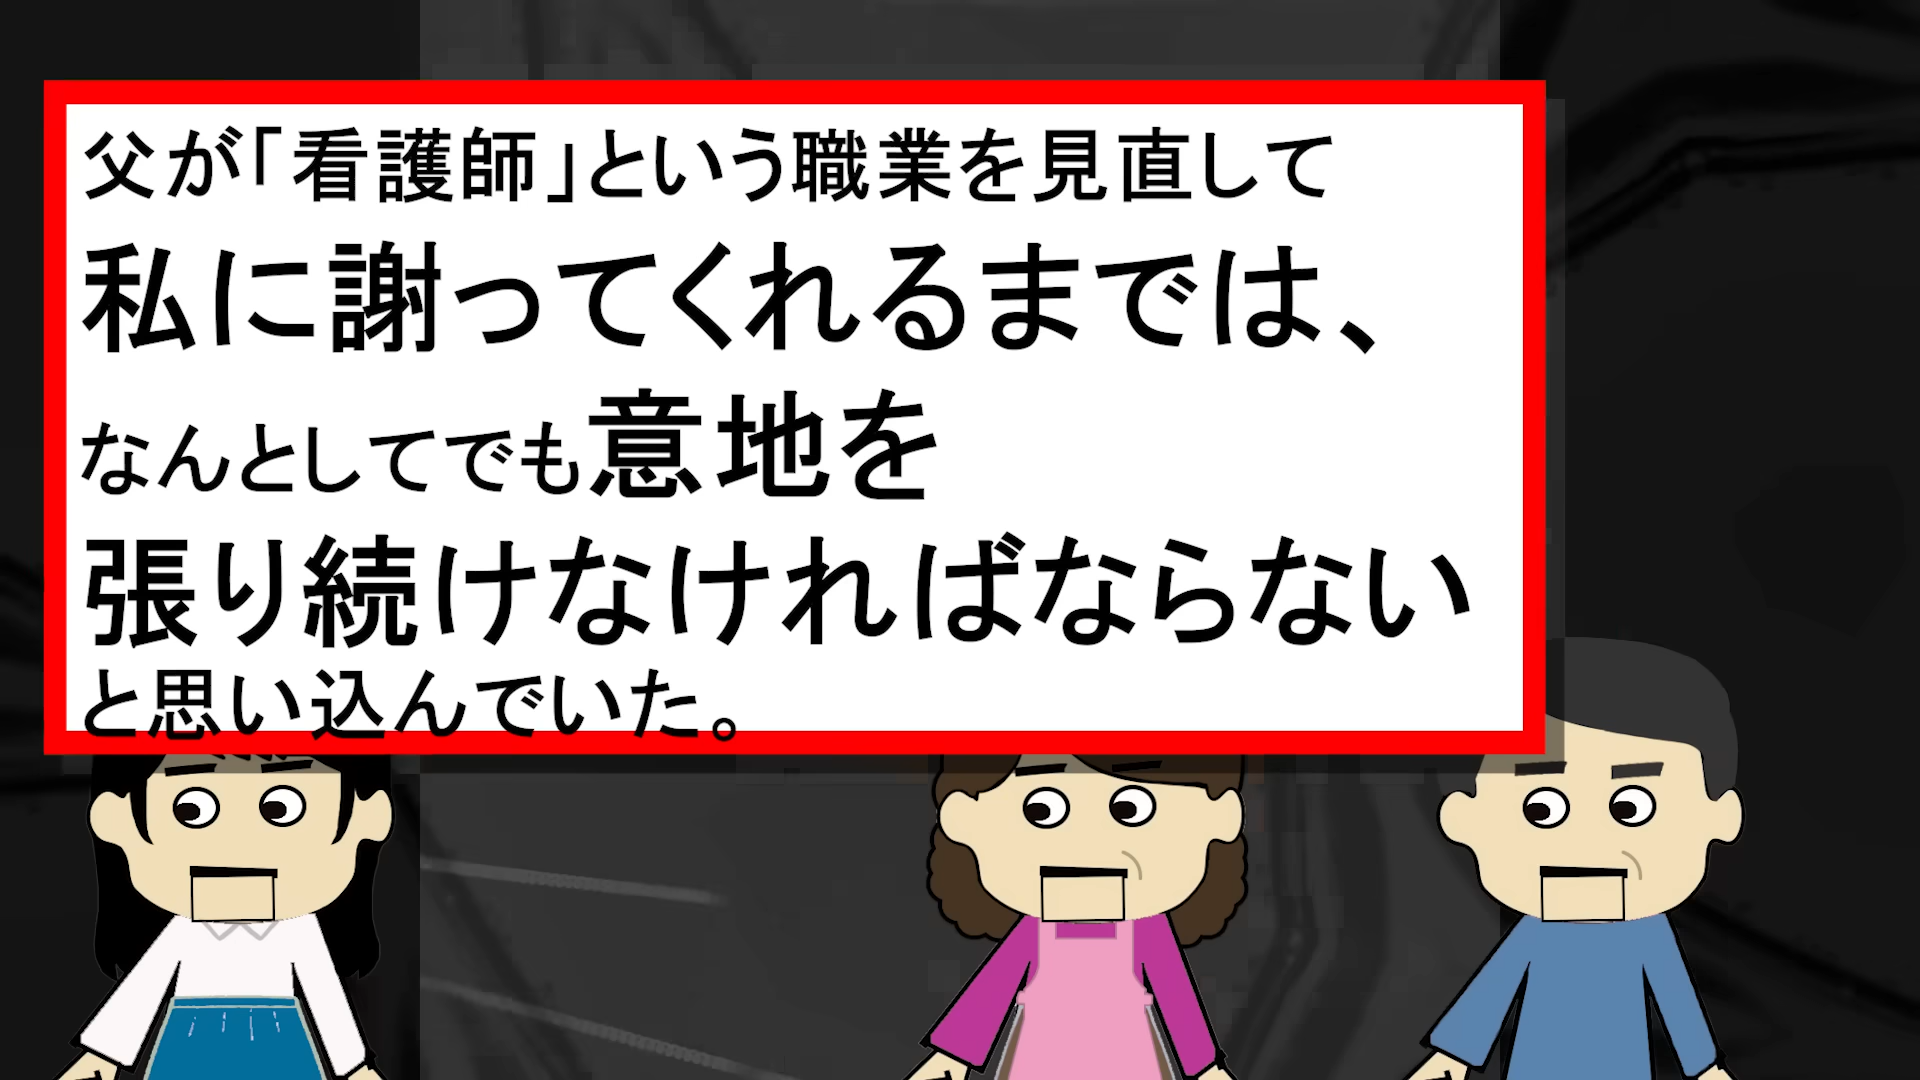 父が「看護師」という職業を見直して
私に謝ってくれるまでは、
なんとしてでも意地を
張り続けなければならない
と思い込んでいた。